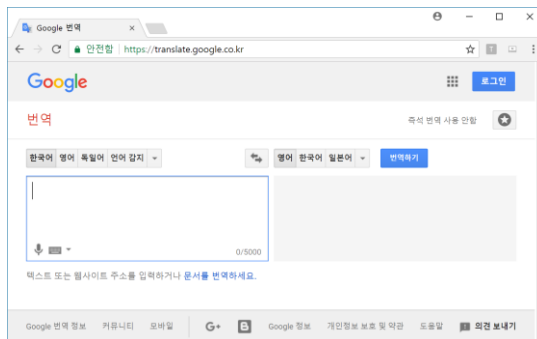 Google 번역
안전함 https://translate.google.co.kr
Google 로그인
번역 즉석 번역 사용 안함
한국어 영어 독일어 언어 감지 영어 한국어 일본어 번역하기
0/5000
텍스트 또는 웹사이트 주소를 입력하거나 문서를 번역하세요.
Google 번역 정보 커뮤니티 모바일 G+ B Google 정보 개인정보 보호 및 약관 도움말 의견 보내기